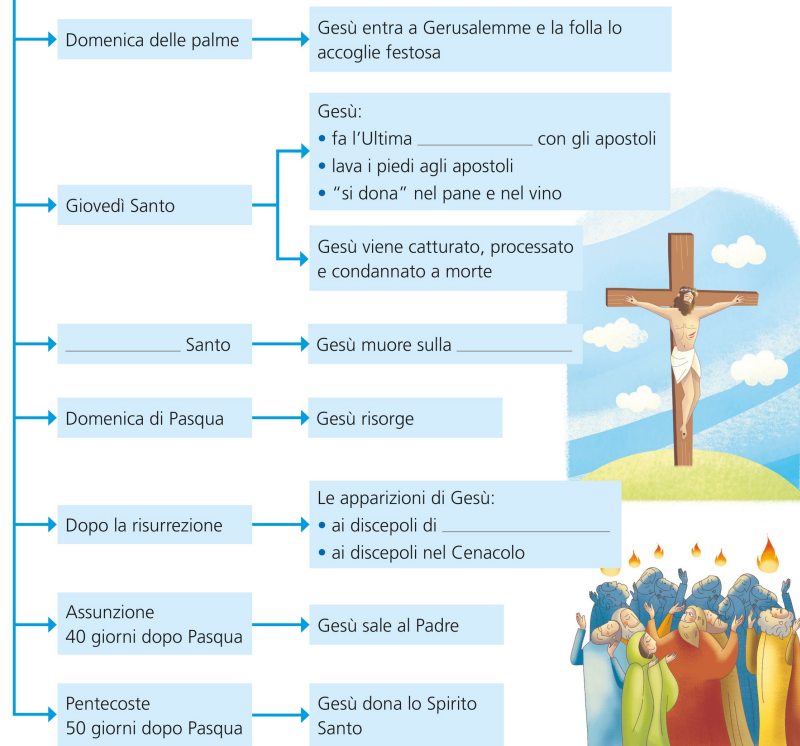 Domenica delle palme
Gesù entra a Gerusalemme e la folla lo
accoglie festosa
Giovedì Santo
Gesù:
• fa l’Ultima ____________ con gli apostoli
• lava i piedi agli apostoli
• “si dona” nel pane e nel vino
Gesù viene catturato, processato
e condannato a morte
____________ Santo
Gesù muore sulla ____________
Domenica di Pasqua
Gesù risorge
Dopo la risurrezione
Le apparizioni di Gesù:
• ai discepoli di __________________
• ai discepoli nel Cenacolo
Assunzione
40 giorni dopo Pasqua
Gesù sale al Padre
Pentecoste
50 giorni dopo Pasqua
Gesù dona lo Spirito
Santo